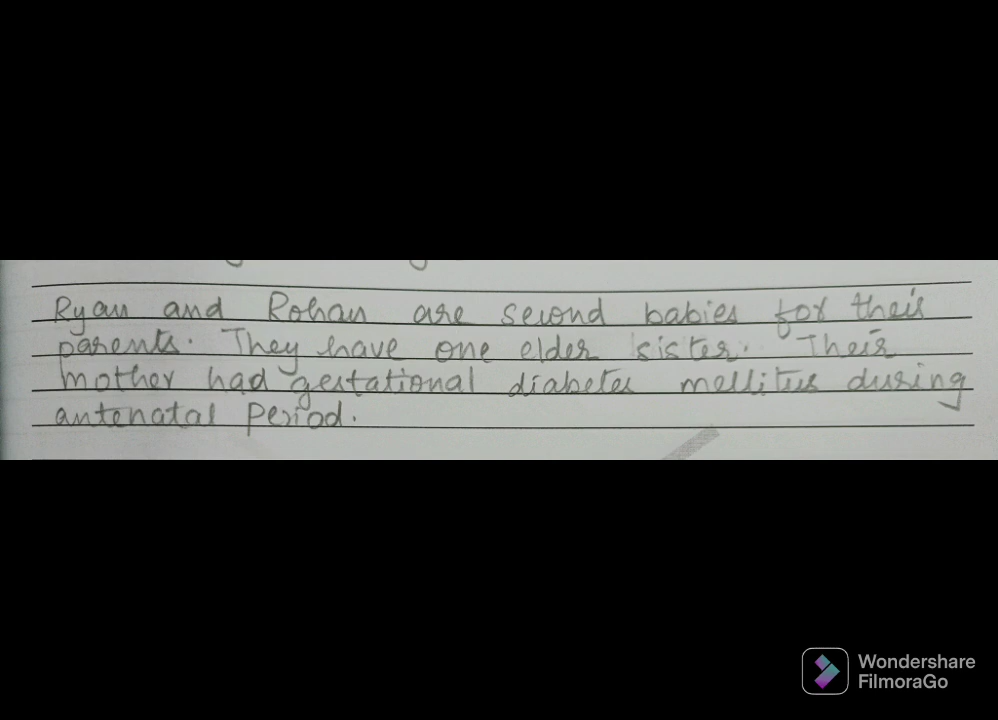 Ryan and Rohan are second babies for their
parents. They have one elder sister. Their
mother had gestational diabetes mellitus during
antenatal period.
Wondershare
FilmoraGo